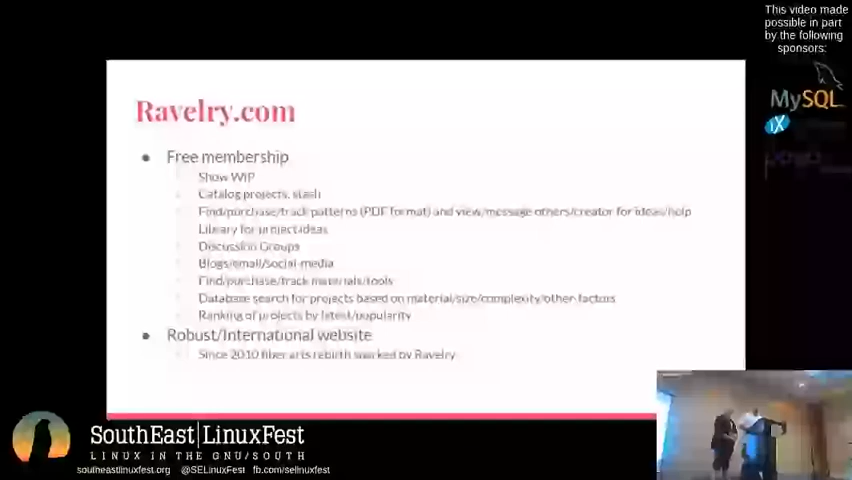 This video made
possible in part
by the following
sponsors:
MySQL
iX
Ravelry.com
Free membership
Show WIP
Catalog projects, stash
Find/purchase/track patterns (PDF format) and view/message others/creator for ideas/help
Library for project ideas
Discussion Groups
Blogs/email/social-media
Find/purchase/track materials/tools
Database search for projects based on material/size/complexity/other factors
Ranking of projects by latest/popularity
Robust/International website
Since 2010 fiber arts rebirth sparked by Ravelry
SouthEast|LinuxFest
LINUX IN THE GNU/SOUTH
southeastlinuxfest.org @SELinuxFest fb.com/selinuxfest